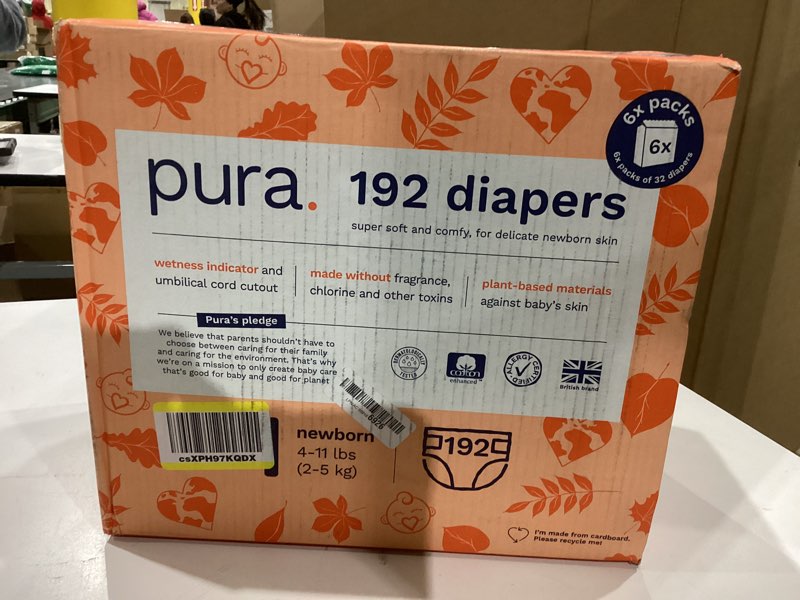 6x packs
6x
6x packs of 32 diapers
pura.
192 diapers
super soft and comfy, for delicate newborn skin
wetness indicator and
umbilical cord cutout
made without fragrance,
chlorine and other toxins
plant-based materials
against baby's skin
Pura's pledge
We believe that parents shouldn't have to
choose between caring for their family
and caring for the environment. That's why
we're on a mission to only create baby care
that's good for baby and good for planet
DERMATOLOGICALLY
TESTED
cotton
enhanced
ALLERGY
CERTIFIED
British brand
csXPH97KQDX
newborn
4-11 lbs
(2-5 kg)
192
I'm made from cardboard.
Please recycle me!